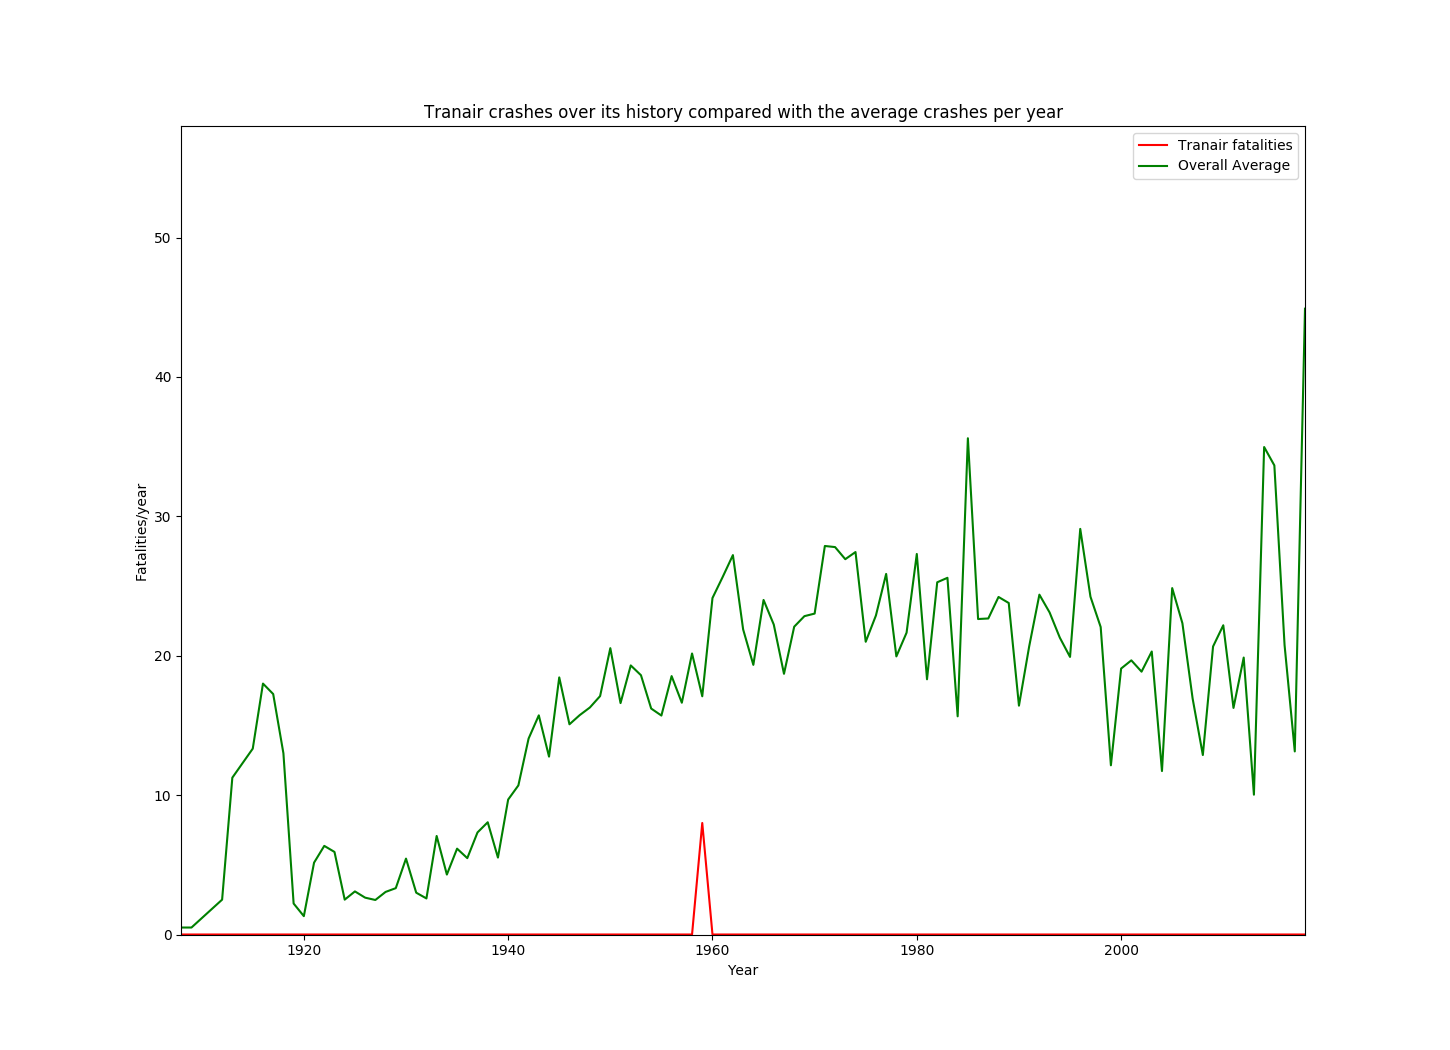 Tranair crashes over its history compared with the average crashes per year
Tranair fatalities
Overall Average
50
40
30
20
10
0
Fatalities/year
1920 1940 1960 1980 2000
Year